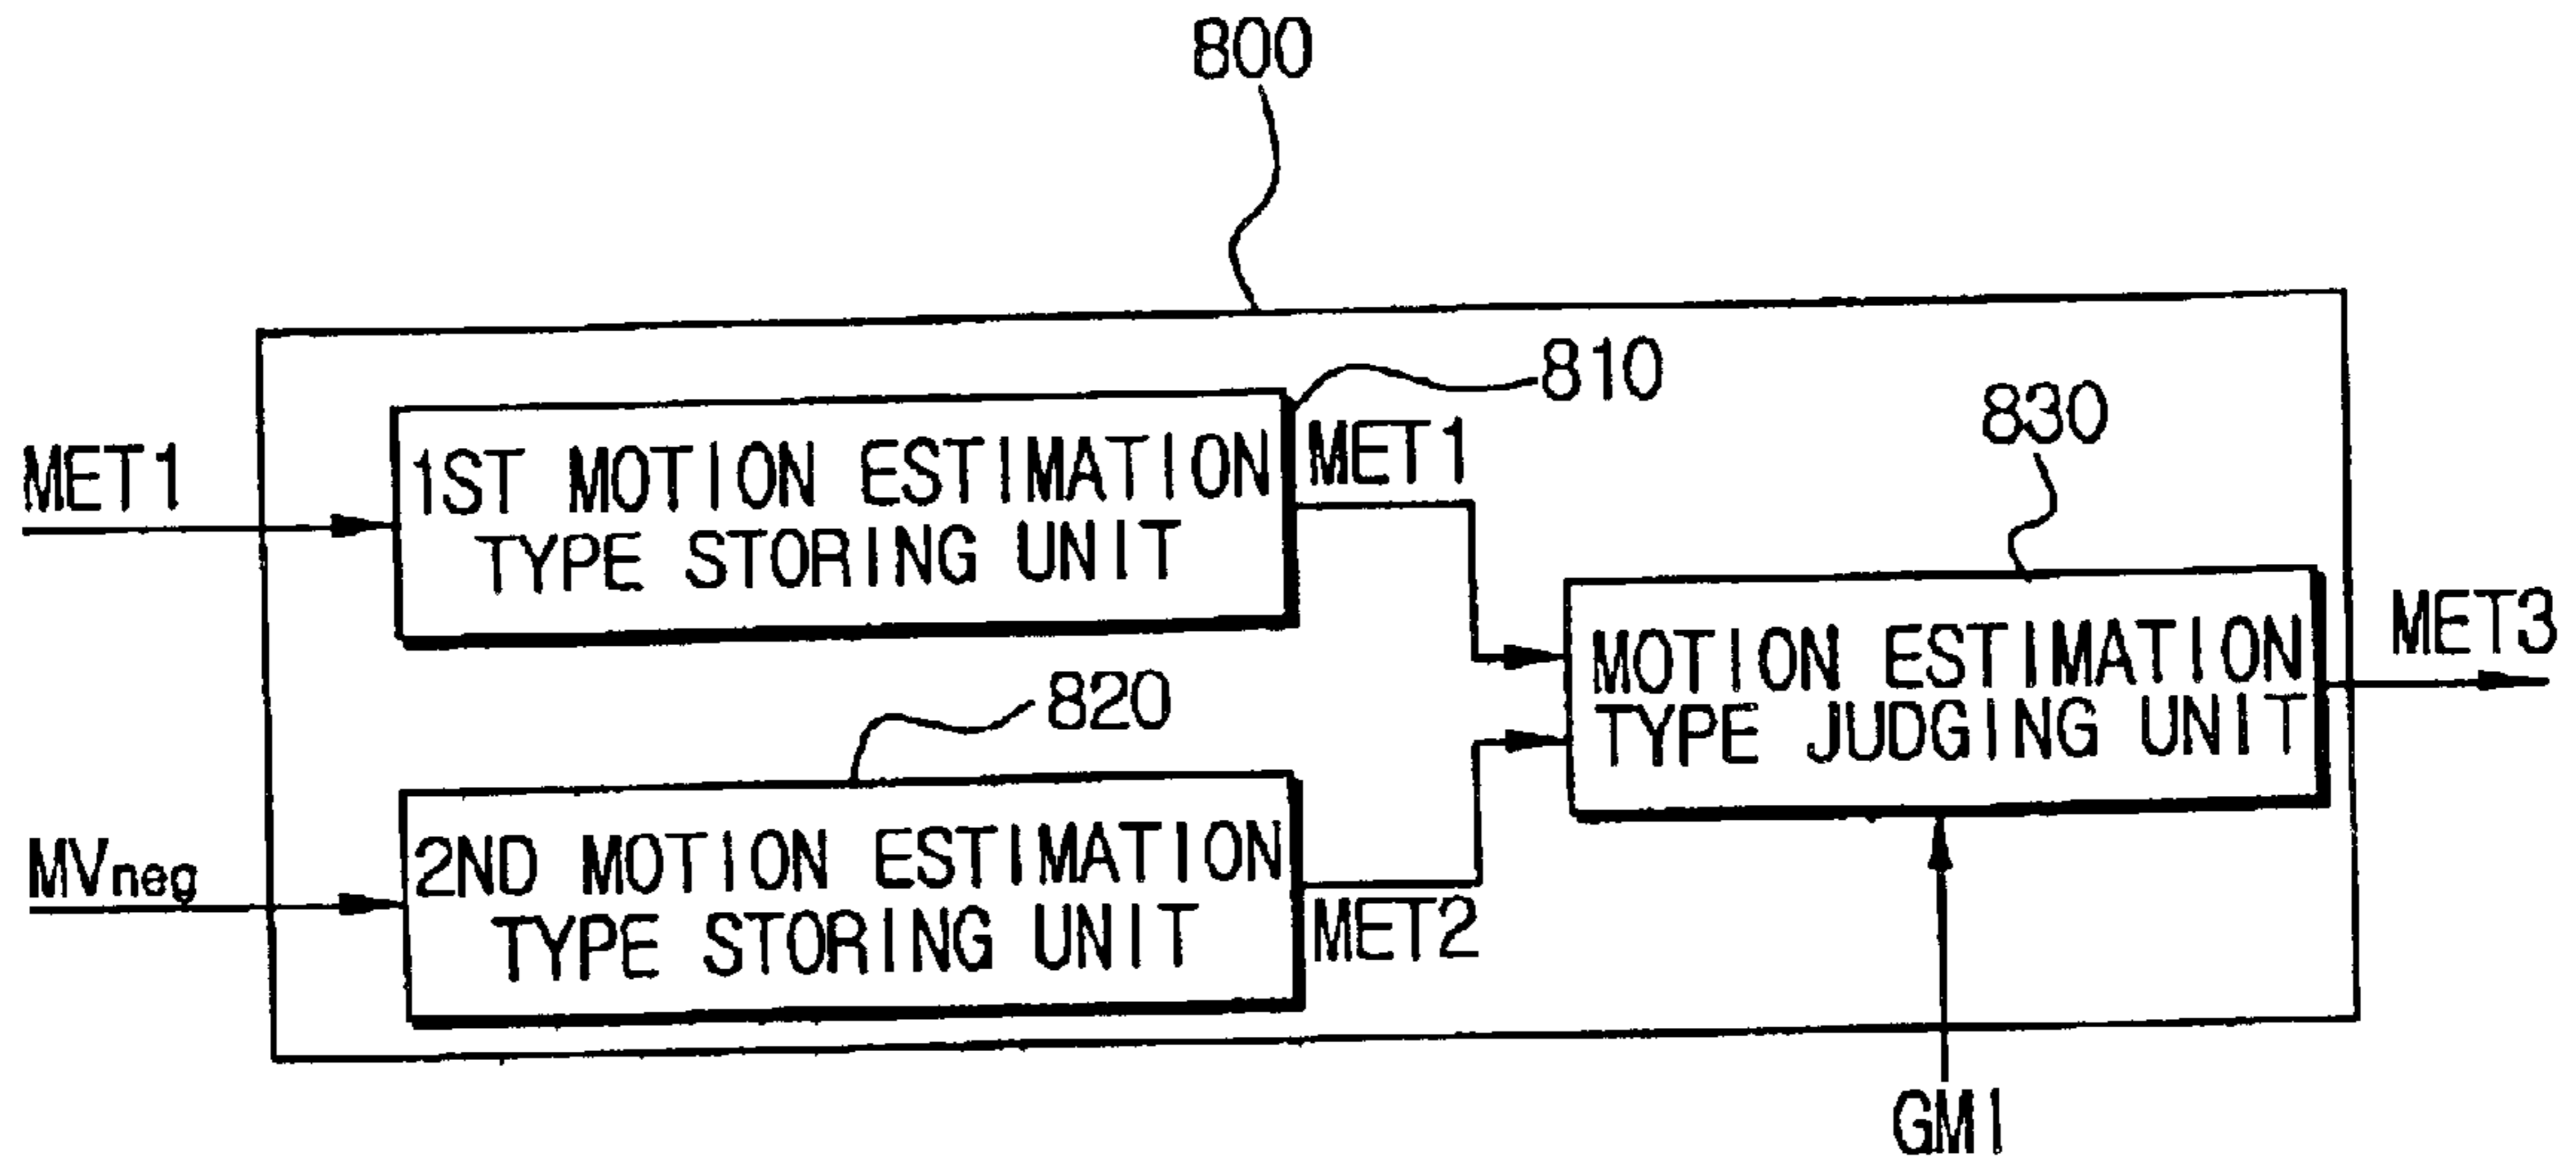 800
810
MET1
1ST MOTION ESTIMATION
TYPE STORING UNIT
MET1
830
MOTION ESTIMATION
TYPE JUDGING UNIT
MET3
820
MVneg
2ND MOTION ESTIMATION
TYPE STORING UNIT
MET2
GMI